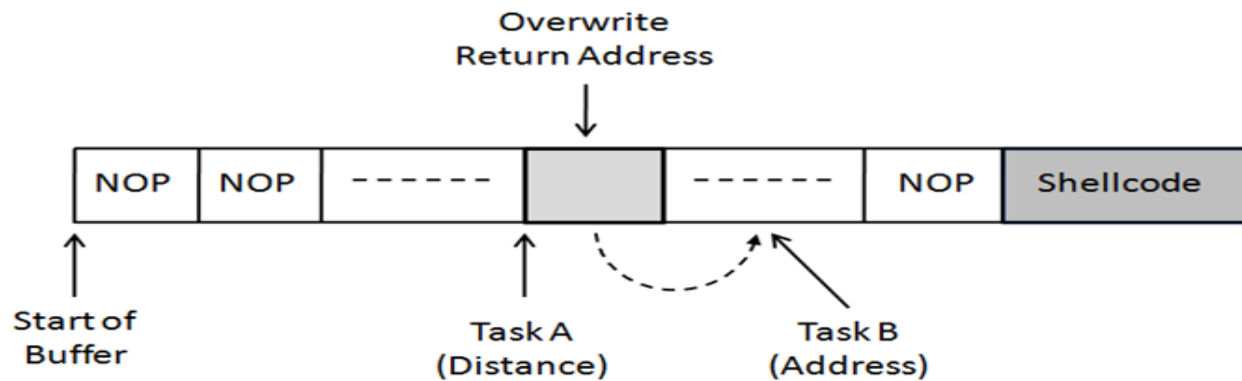 Overwrite
Return Address
NOP NOP ------ ------ NOP Shellcode
Start of
Buffer
Task A
(Distance)
Task B
(Address)